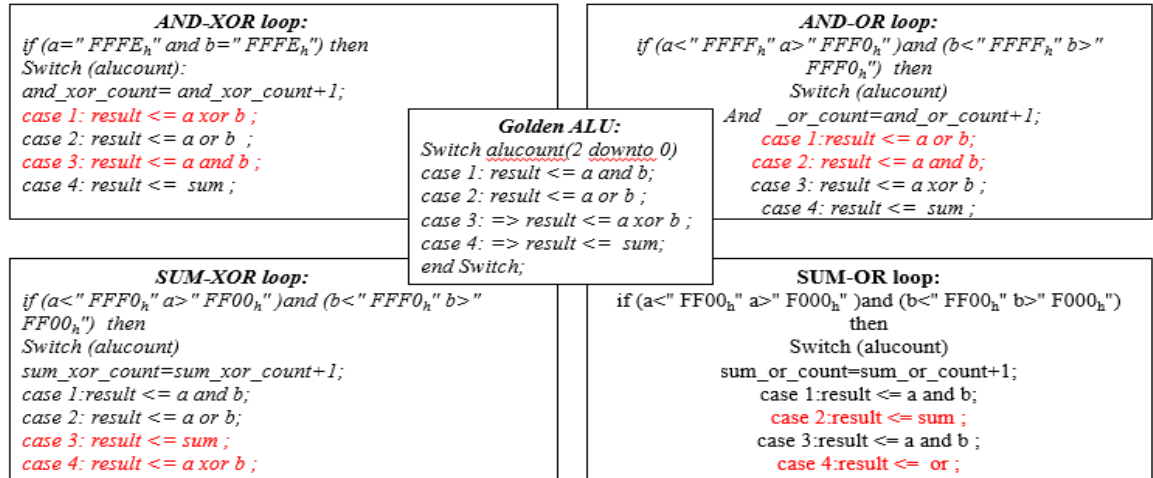 AND-XOR loop:
if (a=" FFFEₕ" and b=" FFFEₕ") then
Switch (alucount):
and_xor_count= and_xor_count+1;
case 1: result <= a xor b ;
case 2: result <= a or b ;
case 3: result <= a and b ;
case 4: result <= sum ;
AND-OR loop:
if (a<" FFFFₕ" a>" FFF0ₕ" )and (b<" FFFFₕ" b>"
FFF0ₕ") then
Switch (alucount)
And _or_count=and_or_count+1;
case 1:result <= a or b;
case 2: result <= a and b;
case 3: result <= a xor b ;
case 4: result <= sum ;
Golden ALU:
Switch alucount(2 downto 0)
case 1: result <= a and b;
case 2: result <= a or b ;
case 3: => result <= a xor b ;
case 4: => result <= sum;
end Switch;
SUM-XOR loop:
if (a<" FFF0ₕ" a>" FF00ₕ" )and (b<" FFF0ₕ" b>"
FF00ₕ") then
Switch (alucount)
sum_xor_count=sum_xor_count+1;
case 1:result <= a and b;
case 2: result <= a or b;
case 3: result <= sum ;
case 4: result <= a xor b ;
SUM-OR loop:
if (a<" FF00ₕ" a>" F000ₕ" )and (b<" FF00ₕ" b>" F000ₕ")
then
Switch (alucount)
sum_or_count=sum_or_count+1;
case 1:result <= a and b;
case 2:result <= sum ;
case 3:result <= a and b ;
case 4:result <= or ;